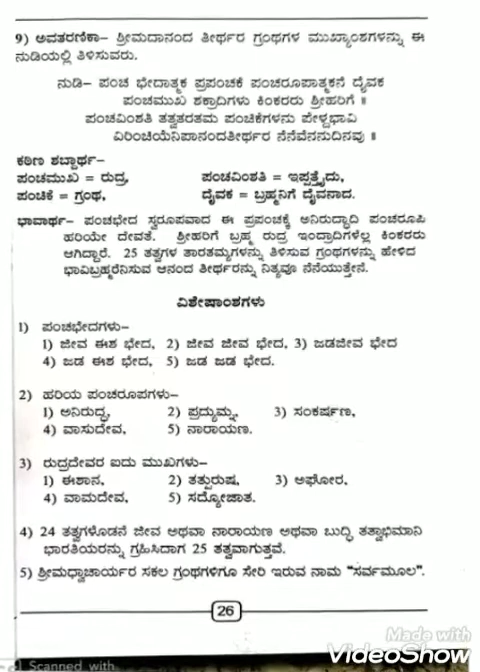 9) ಅವತರಣಿಕಾ– ಶ್ರೀಮದಾನಂದ ತೀರ್ಥರ ಗ್ರಂಥಗಳ ಮುಖ್ಯಾಂಶಗಳನ್ನು ಈ
ನುಡಿಯಲ್ಲಿ ತಿಳಿಸುವರು.
ನುಡಿ– ಪಂಚ ಭೇದಾತ್ಮಕ ಪ್ರಪಂಚಕೆ ಪಂಚರೂಪಾತ್ಮಕನೆ ದೈವಕ
ಪಂಚಮುಖ ಶಕ್ರಾದಿಗಳು ಕಿಂಕರರು ಶ್ರೀಹರಿಗೆ ॥
ಪಂಚವಿಂಶತಿ ತತ್ವತರತಮ ಪಂಚಿಕೆಗಳನು ಪೇಳ್ದಭಾವಿ
ವಿರಿಂಚಿಯೆನಿಪಾನಂದತೀರ್ಥರ ನೆನೆವೆನನುದಿನವು ॥
ಕಠಿಣ ಶಬ್ದಾರ್ಥ–
ಪಂಚಮುಖ = ರುದ್ರ, ಪಂಚವಿಂಶತಿ = ಇಪ್ಪತ್ತೈದು,
ಪಂಚಿಕೆ = ಗ್ರಂಥ, ದೈವಕ = ಬ್ರಹ್ಮನಿಗೆ ದೈವನಾದ.
ಭಾವಾರ್ಥ– ಪಂಚಭೇದ ಸ್ವರೂಪವಾದ ಈ ಪ್ರಪಂಚಕ್ಕೆ ಅನಿರುದ್ಧಾದಿ ಪಂಚರೂಪಿ
ಹರಿಯೇ ದೇವತೆ. ಶ್ರೀಹರಿಗೆ ಬ್ರಹ್ಮ ರುದ್ರ ಇಂದ್ರಾದಿಗಳೆಲ್ಲ ಕಿಂಕರರು
ಆಗಿದ್ದಾರೆ. 25 ತತ್ವಗಳ ತಾರತಮ್ಯಗಳನ್ನು ತಿಳಿಸುವ ಗ್ರಂಥಗಳನ್ನು ಹೇಳಿದ
ಭಾವಿಬ್ರಹ್ಮರೆನಿಸುವ ಆನಂದ ತೀರ್ಥರನ್ನು ನಿತ್ಯವೂ ನೆನೆಯುತ್ತೇನೆ.
ವಿಶೇಷಾಂಶಗಳು
1) ಪಂಚಭೇದಗಳು–
1) ಜೀವ ಈಶ ಭೇದ, 2) ಜೀವ ಜೀವ ಭೇದ, 3) ಜಡಜೀವ ಭೇದ
4) ಜಡ ಈಶ ಭೇದ, 5) ಜಡ ಜಡ ಭೇದ.
2) ಹರಿಯ ಪಂಚರೂಪಗಳು–
1) ಅನಿರುದ್ಧ, 2) ಪ್ರದ್ಯುಮ್ನ, 3) ಸಂಕರ್ಷಣ,
4) ವಾಸುದೇವ, 5) ನಾರಾಯಣ.
3) ರುದ್ರದೇವರ ಐದು ಮುಖಗಳು–
1) ಈಶಾನ, 2) ತತ್ಪುರುಷ, 3) ಅಘೋರ,
4) ವಾಮದೇವ, 5) ಸದ್ಯೋಜಾತ.
4) 24 ತತ್ವಗಳೊಡನೆ ಜೀವ ಅಥವಾ ನಾರಾಯಣ ಅಥವಾ ಬುದ್ಧಿ ತತ್ವಾಭಿಮಾನಿ
ಭಾರತಿಯರನ್ನು ಗ್ರಹಿಸಿದಾಗ 25 ತತ್ವವಾಗುತ್ತವೆ.
5) ಶ್ರೀಮಧ್ವಾಚಾರ್ಯರ ಸಕಲ ಗ್ರಂಥಗಳಿಗೂ ಸೇರಿ ಇರುವ ನಾಮ "ಸರ್ವಮೂಲ".
26
Made with
VideoShow
Scanned with